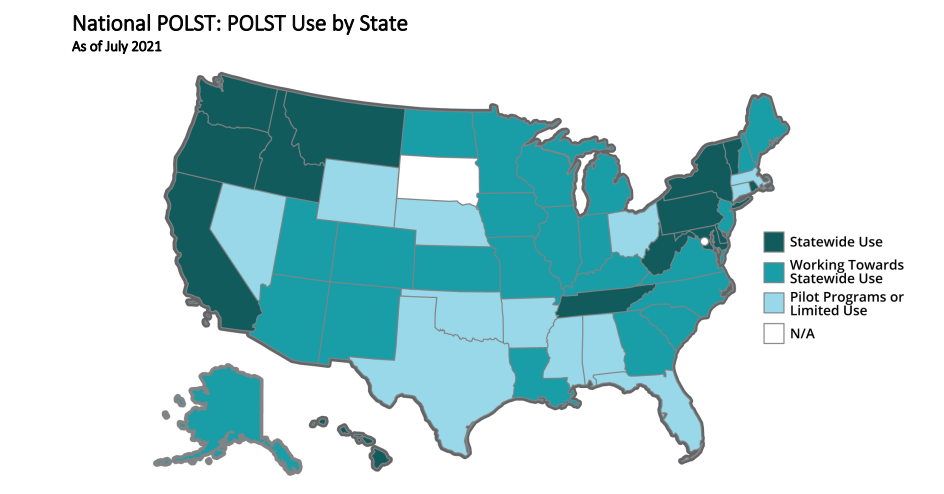 National POLST: POLST Use by State
As of July 2021
Statewide Use
Working Towards
Statewide Use
Pilot Programs or
Limited Use
N/A